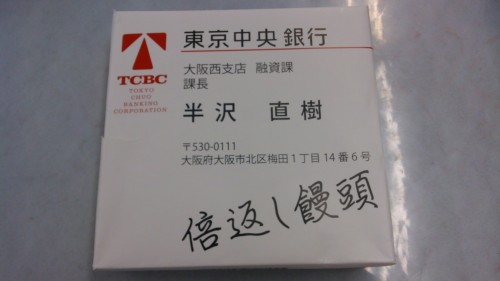 東京中央銀行
TCBC
TOKYO
CHUO
BANKING
CORPORATION
大阪西支店 融資課
課長
半沢 直樹
〒530-0111
大阪府大阪市北区梅田1丁目14番6号
倍返し饅頭